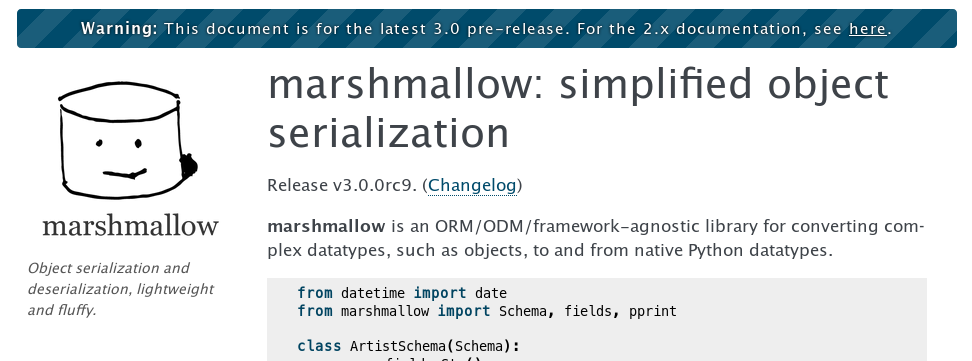 Warning: This document is for the latest 3.0 pre-release. For the 2.x documentation, see here.
marshmallow
Object serialization and
deserialization, lightweight
and fluffy.
marshmallow: simplified object
serialization
Release v3.0.0rc9. (Changelog)
marshmallow is an ORM/ODM/framework-agnostic library for converting com-
plex datatypes, such as objects, to and from native Python datatypes.
from datetime import date
from marshmallow import Schema, fields, pprint
class ArtistSchema(Schema):